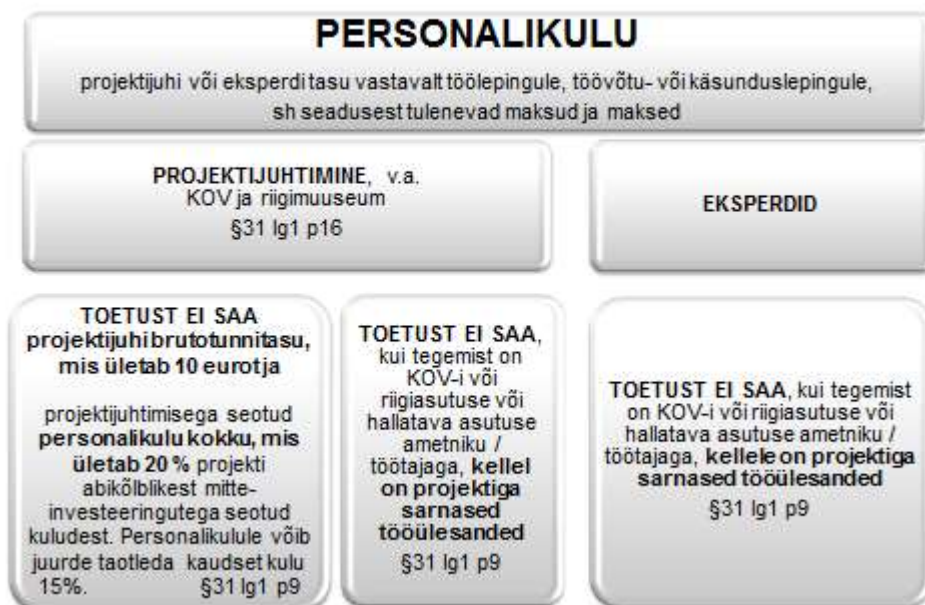 PERSONALIKULU
projektijuhi või eksperdi tasu vastavalt töölepingule, töövõtu- või käsunduslepingule,
sh seadusest tulenevad maksud ja maksed
PROJEKTIJUHTIMINE, v.a.
KOV ja riigimuuseum
§31 lg1 p16
EKSPERDID
TOETUST EI SAA
projektijuhi brutotunnitasu,
mis ületab 10 eurot ja
projektijuhtimisega seotud
personalikulu kokku, mis
ületab 20 % projekti
abikõlblikest mitte-
investeeringutega seotud
kuludest. Personalikulule võib
juurde taotleda kaudset kulu
15%. §31 lg1 p9
TOETUST EI SAA,
kui tegemist on
KOV-i või
riigiasutuse või
hallatava asutuse
ametniku /
töötajaga, kellel
on projektiga
sarnased
tööülesanded
§31 lg1 p9
TOETUST EI SAA, kui tegemist
on KOV-i või riigiasutuse või
hallatava asutuse ametniku /
töötajaga, kellele on projektiga
sarnased tööülesanded
§31 lg1 p9